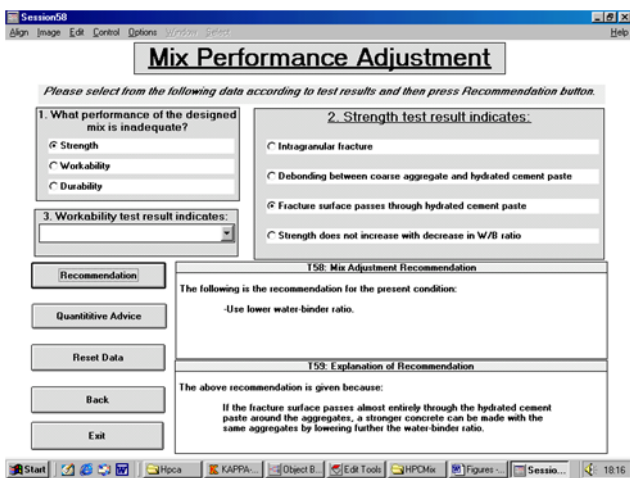 Session58
Align Image Edit Control Options Window Select Help
Mix Performance Adjustment
Please select from the following data according to test results and then press Recommendation button.
1. What performance of the designed
mix is inadequate?
Strength
Workability
Durability
2. Strength test result indicates:
Intragranular fracture
Debonding between coarse aggregate and hydrated cement paste
Fracture surface passes through hydrated cement paste
Strength does not increase with decrease in W/B ratio
3. Workability test result indicates:
Recommendation
Quantititive Advice
Reset Data
Back
Exit
T58: Mix Adjustment Recommendation
The following is the recommendation for the present condition:
-Use lower water-binder ratio.
T59: Explanation of Recommendation
The above recommendation is given because:
If the fracture surface passes almost entirely through the hydrated cement
paste around the aggregates, a stronger concrete can be made with the
same aggregates by lowering further the water-binder ratio.
Start Hpca KAPPA-... Object B... Edit Tools HPCMix Figures -... Sessio... 18:16